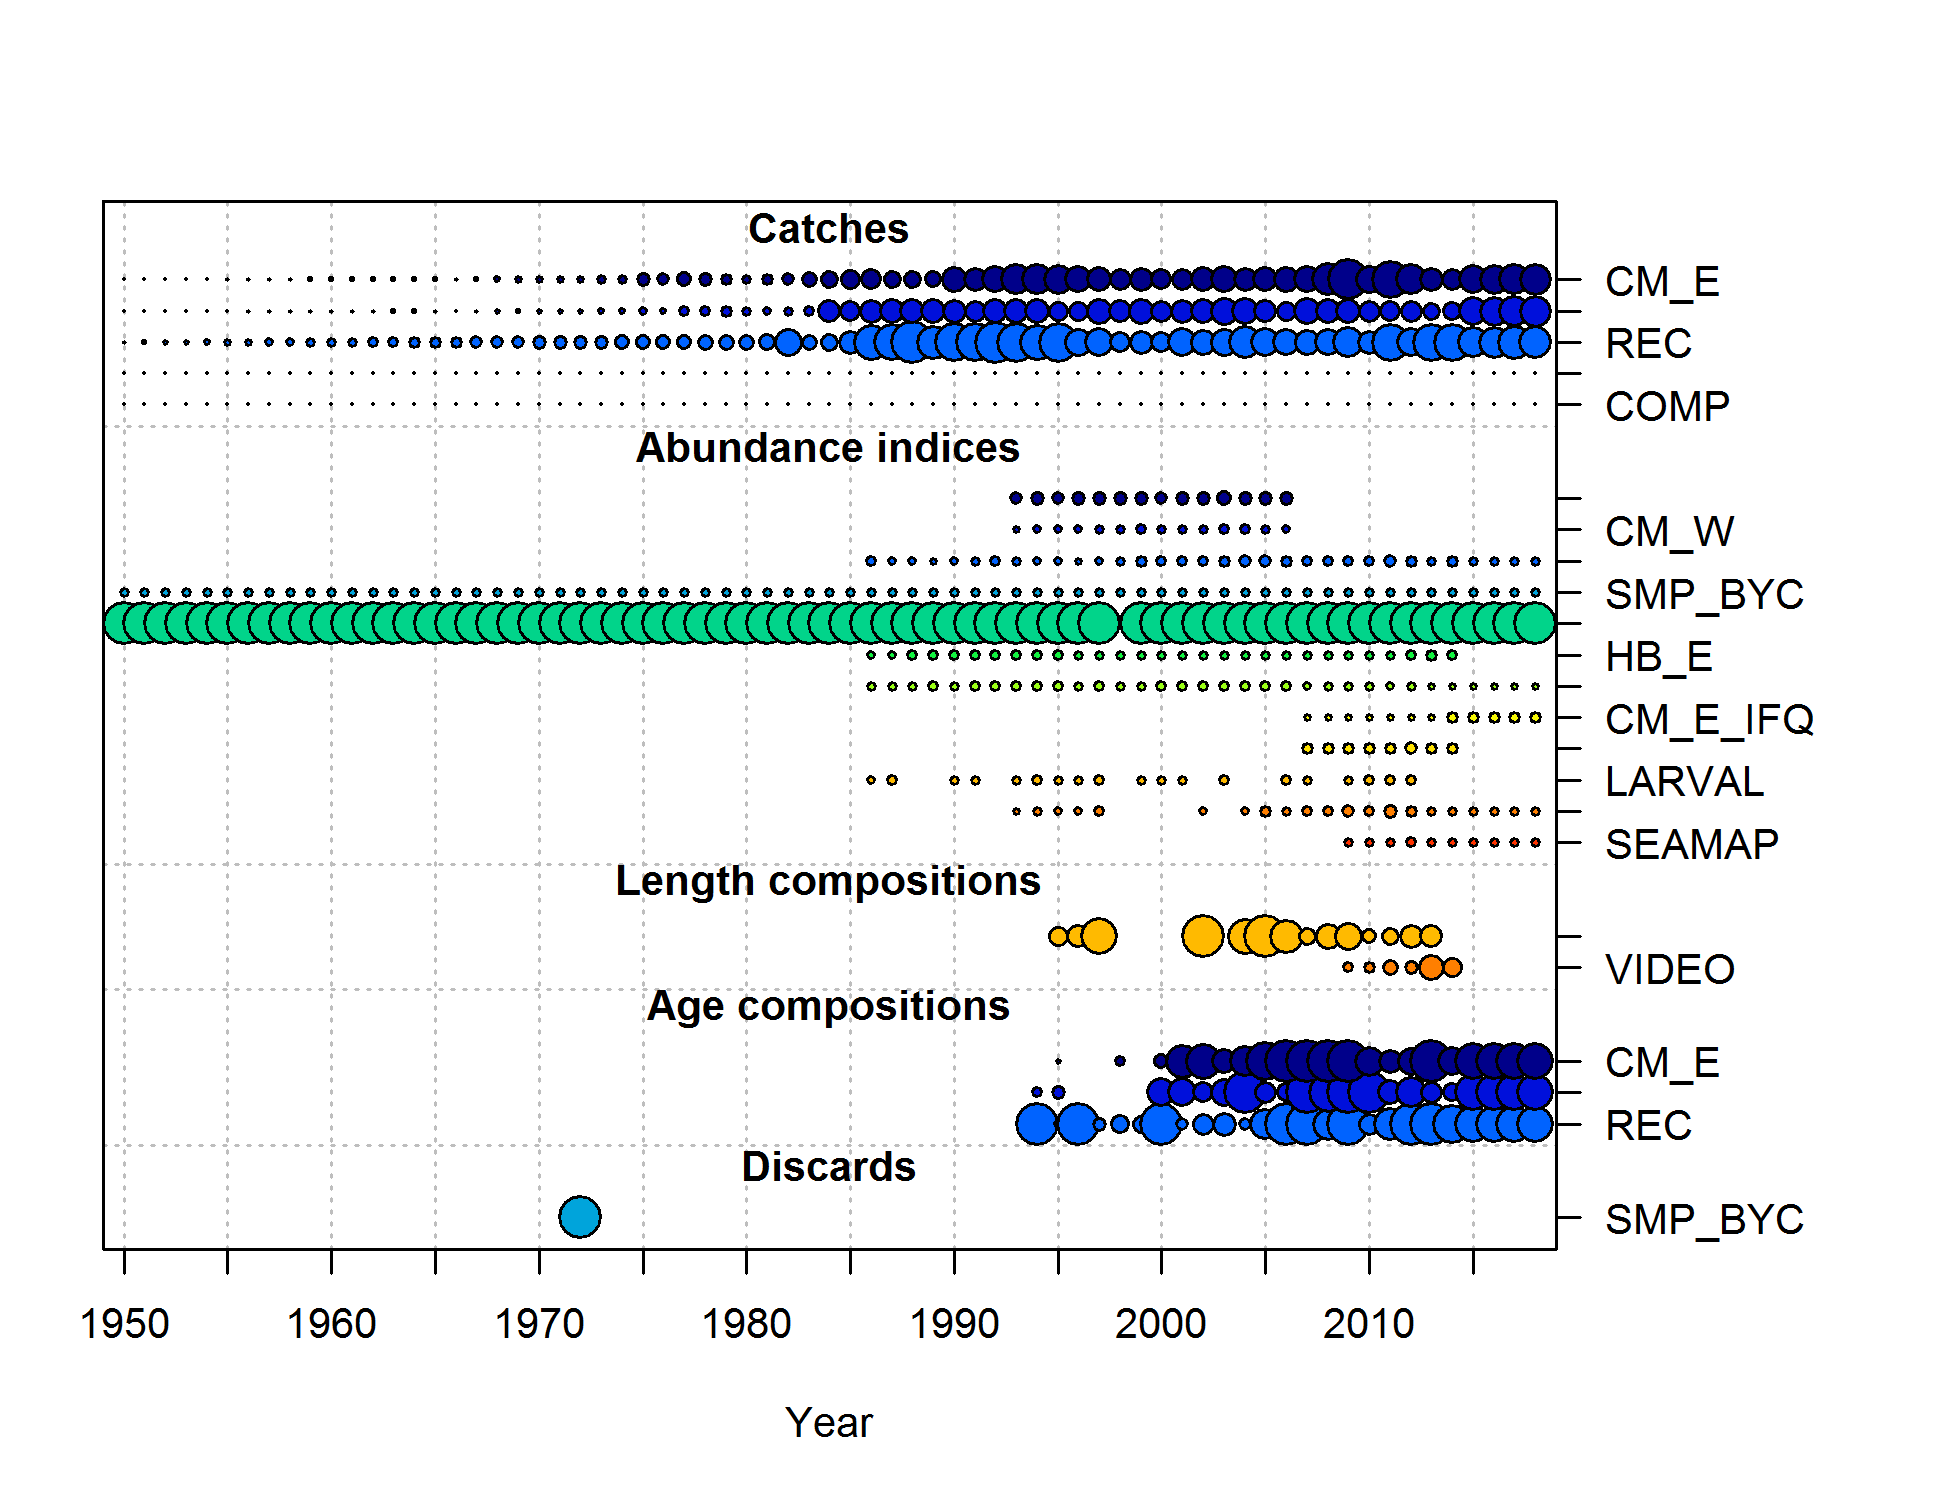 Catches
CM_E
REC
COMP
Abundance indices
CM_W
SMP_BYC
HB_E
CM_E_IFQ
LARVAL
SEAMAP
Length compositions
VIDEO
Age compositions
CM_E
REC
Discards
SMP_BYC
1950 1960 1970 1980 1990 2000 2010
Year